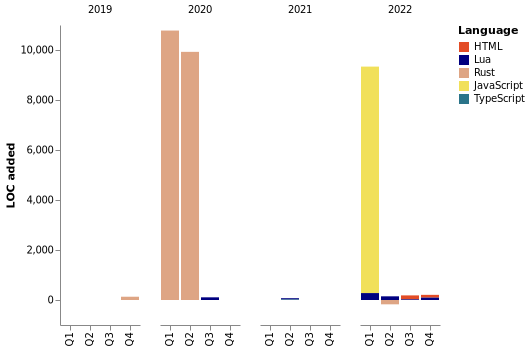 2019 2020 2021 2022
Language
HTML
Lua
Rust
JavaScript
TypeScript
LOC added
10,000
8,000
6,000
4,000
2,000
0
Q1 Q2 Q3 Q4 Q1 Q2 Q3 Q4 Q1 Q2 Q3 Q4 Q1 Q2 Q3 Q4